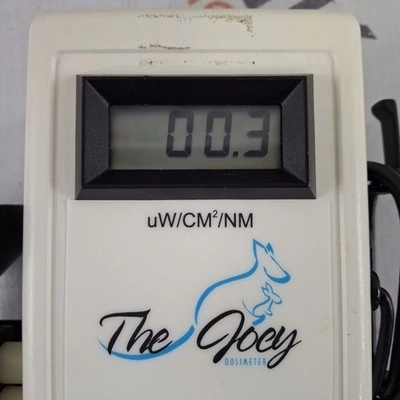 00.3
uW/CM²/NM
The Joey
DOSIMETER